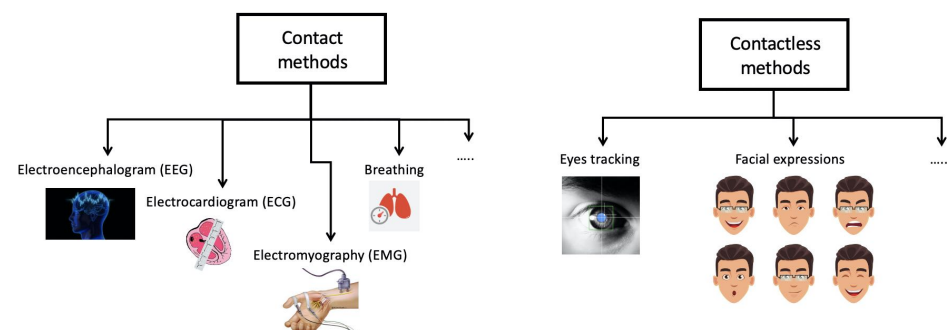 Contact
methods
Electroencephalogram (EEG)
Electrocardiogram (ECG)
Electromyography (EMG)
Breathing
.....
Contactless
methods
Eyes tracking
Facial expressions
.....